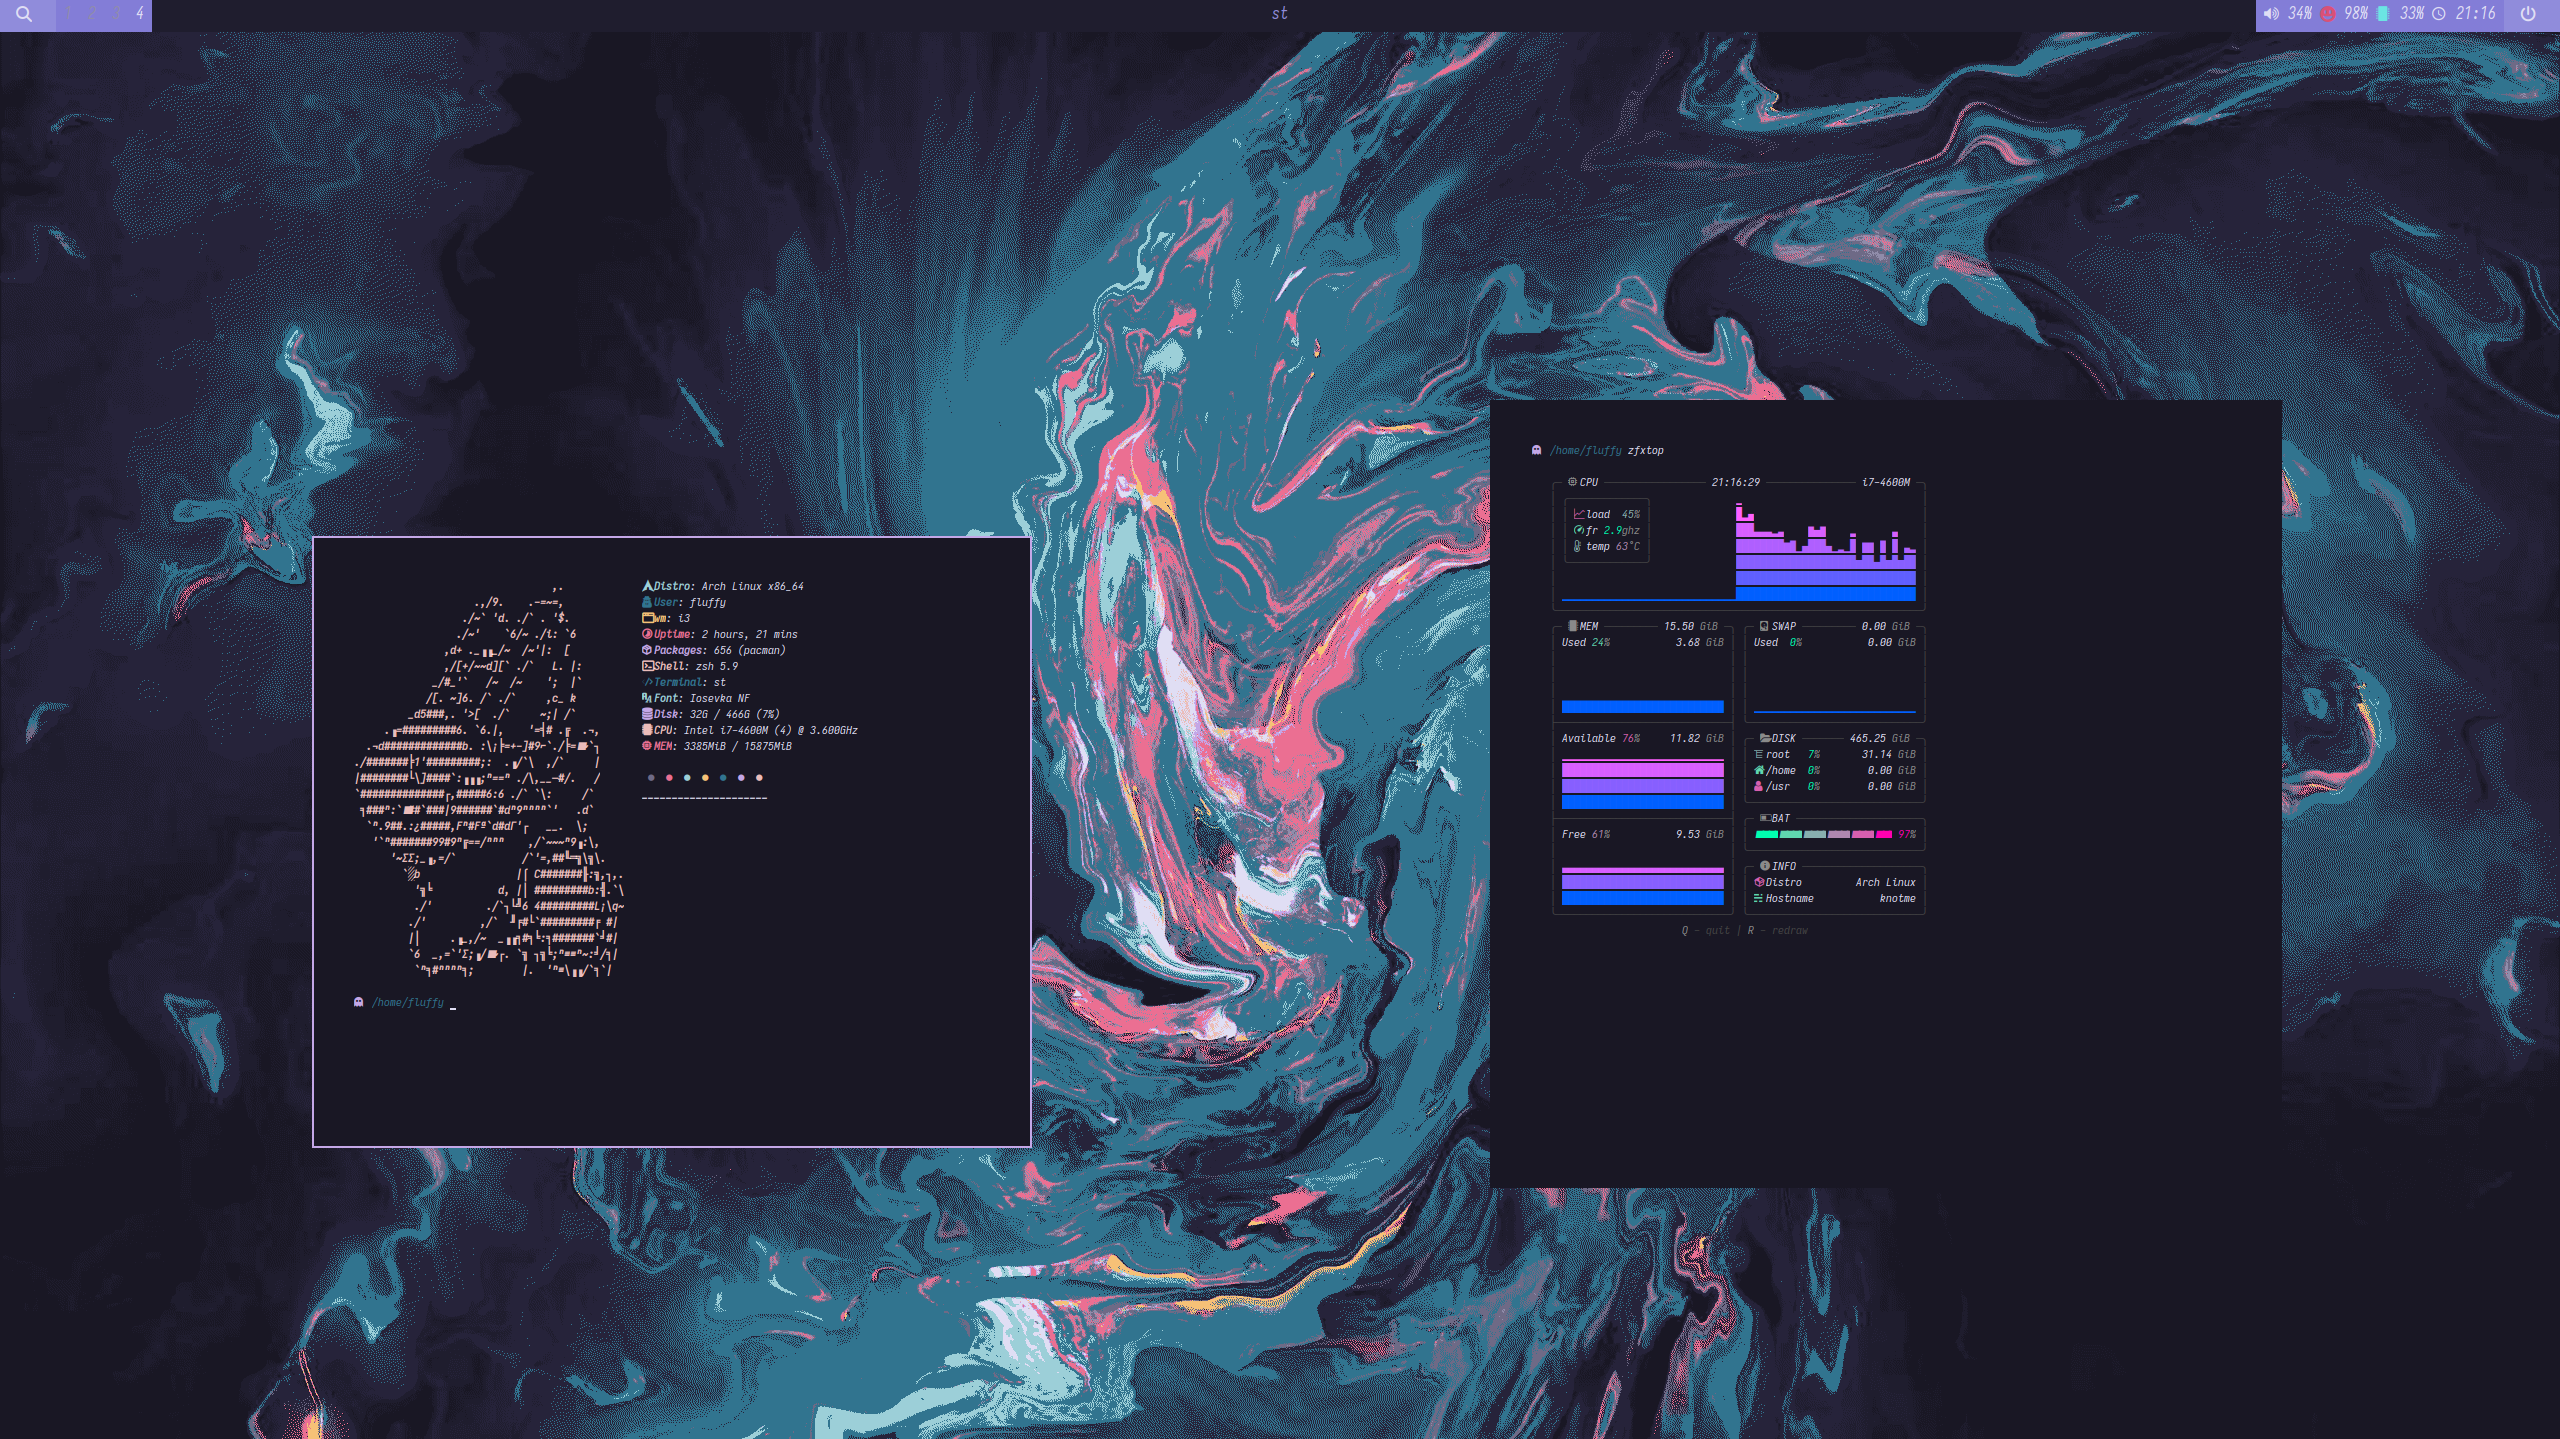 1 2 3 4
st
34% 98% 33% 21:16
Distro: Arch Linux x86_64
User: fluffy
wm: i3
Uptime: 2 hours, 21 mins
Packages: 656 (pacman)
Shell: zsh 5.9
Terminal: st
Font: Iosevka NF
Disk: 32G / 466G (7%)
CPU: Intel i7-4600M (4) @ 3.600GHz
MEM: 3385MiB / 15875MiB
/home/fluffy _
/home/fluffy zfxtop
CPU 21:16:29 i7-4600M
load 45%
fr 2.9ghz
temp 63°C
MEM 15.50 GiB
Used 24% 3.68 GiB
Available 76% 11.82 GiB
Free 61% 9.53 GiB
SWAP 0.00 GiB
Used 0% 0.00 GiB
DISK 465.25 GiB
root 7% 31.14 GiB
/home 0% 0.00 GiB
/usr 0% 0.00 GiB
BAT
97%
INFO
Distro Arch Linux
Hostname knotme
Q - quit | R - redraw